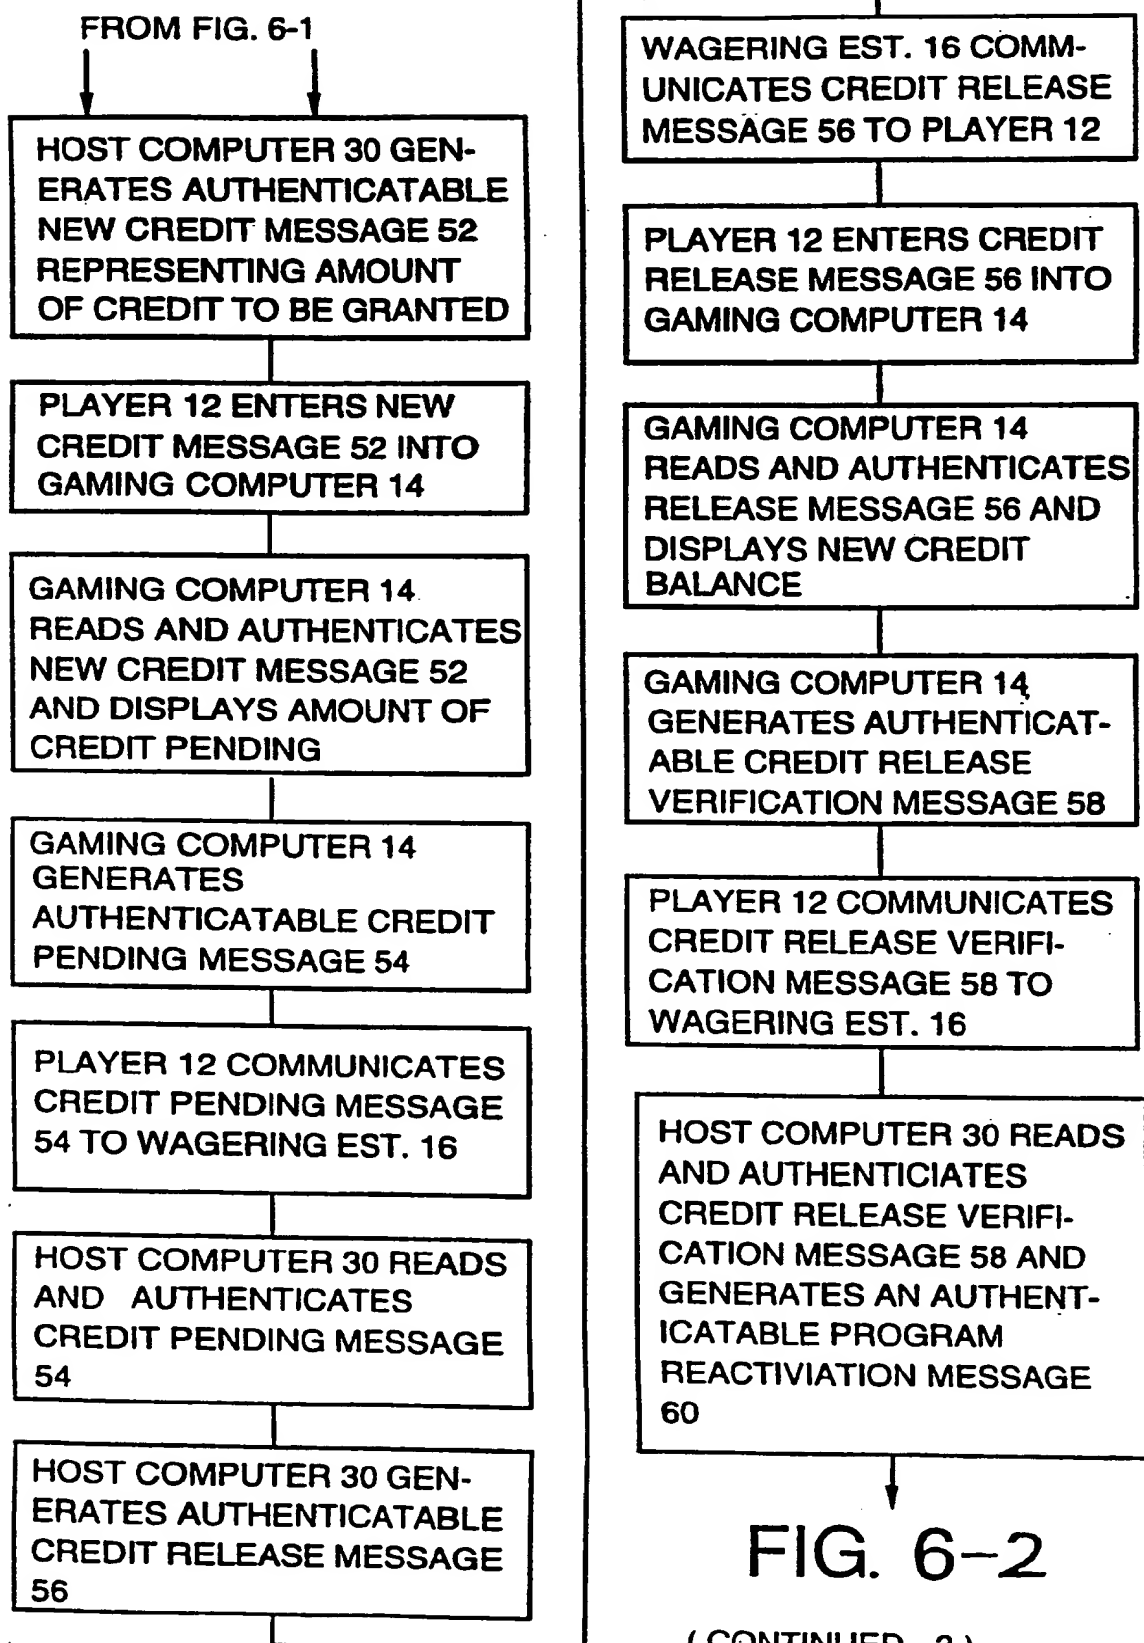 FROM FIG. 6-1
HOST COMPUTER 30 GEN-
ERATES AUTHENTICATABLE
NEW CREDIT MESSAGE 52
REPRESENTING AMOUNT
OF CREDIT TO BE GRANTED
PLAYER 12 ENTERS NEW
CREDIT MESSAGE 52 INTO
GAMING COMPUTER 14
GAMING COMPUTER 14
READS AND AUTHENTICATES
NEW CREDIT MESSAGE 52
AND DISPLAYS AMOUNT OF
CREDIT PENDING
GAMING COMPUTER 14
GENERATES
AUTHENTICATABLE CREDIT
PENDING MESSAGE 54
PLAYER 12 COMMUNICATES
CREDIT PENDING MESSAGE
54 TO WAGERING EST. 16
HOST COMPUTER 30 READS
AND AUTHENTICATES
CREDIT PENDING MESSAGE
54
HOST COMPUTER 30 GEN-
ERATES AUTHENTICATABLE
CREDIT RELEASE MESSAGE
56
WAGERING EST. 16 COMM-
UNICATES CREDIT RELEASE
MESSAGE 56 TO PLAYER 12
PLAYER 12 ENTERS CREDIT
RELEASE MESSAGE 56 INTO
GAMING COMPUTER 14
GAMING COMPUTER 14
READS AND AUTHENTICATES
RELEASE MESSAGE 56 AND
DISPLAYS NEW CREDIT
BALANCE
GAMING COMPUTER 14
GENERATES AUTHENTICAT-
ABLE CREDIT RELEASE
VERIFICATION MESSAGE 58
PLAYER 12 COMMUNICATES
CREDIT RELEASE VERIFI-
CATION MESSAGE 58 TO
WAGERING EST. 16
HOST COMPUTER 30 READS
AND AUTHENTICIATES
CREDIT RELEASE VERIFI-
CATION MESSAGE 58 AND
GENERATES AN AUTHENT-
ICATABLE PROGRAM
REACTIVIATION MESSAGE
60
FIG. 6-2
(CONTINUED - 2)